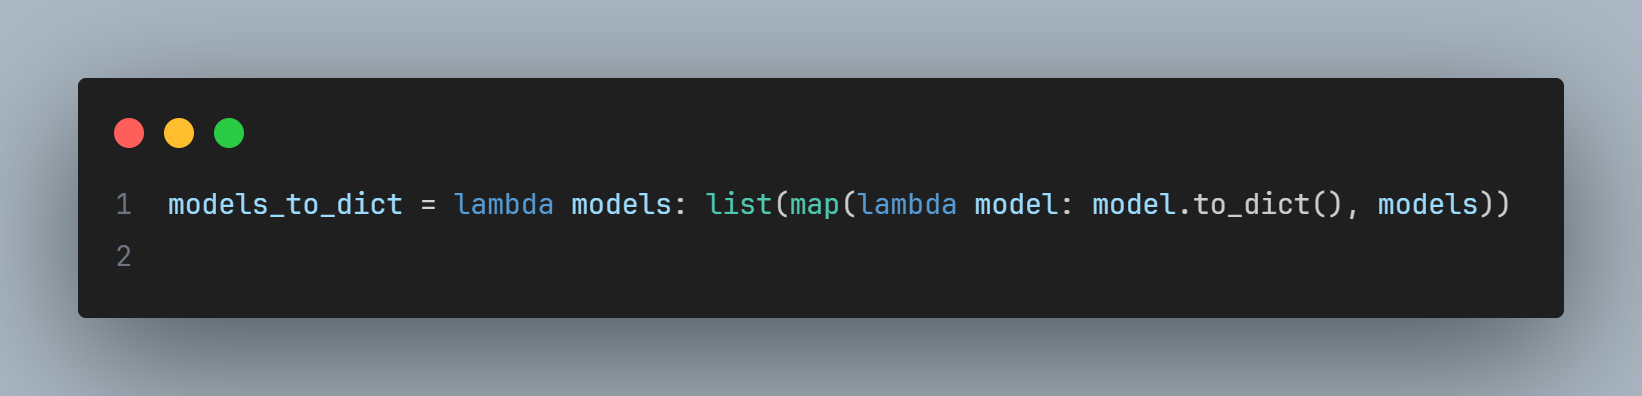 1 models_to_dict = lambda models: list(map(lambda model: model.to_dict(), models))
2